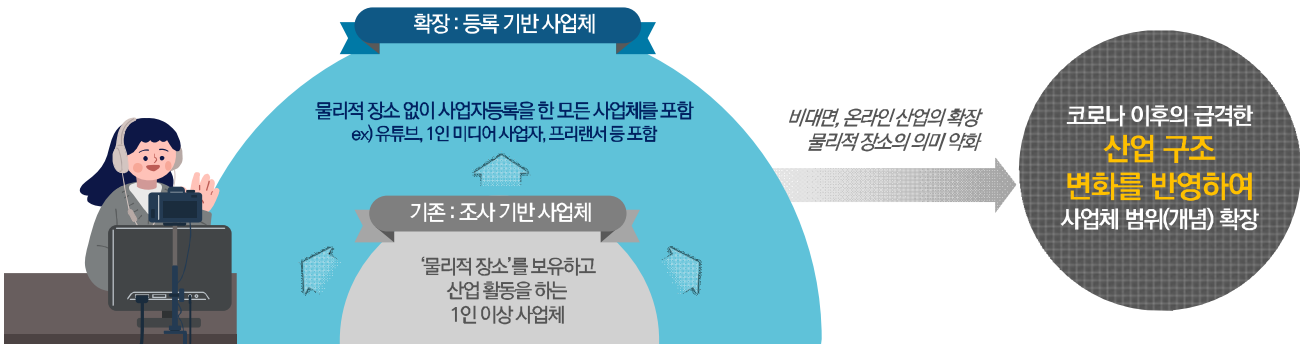 확장 : 등록 기반 사업체
물리적 장소 없이 사업자등록을 한 모든 사업체를 포함
ex) 유튜브, 1인 미디어 사업자, 프리랜서 등 포함
기존 : 조사 기반 사업체
‘물리적 장소’를 보유하고
산업 활동을 하는
1인 이상 사업체
비대면, 온라인 산업의 확장
물리적 장소의 의미 약화
코로나 이후의 급격한
산업 구조
변화를 반영하여
사업체 범위(개념) 확장